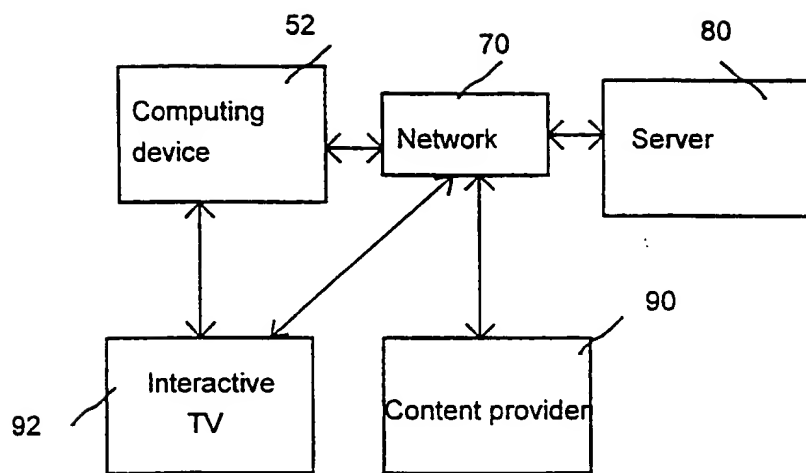 52
70
80
Computing
device
Network
Server
90
Interactive
TV
Content provider
92